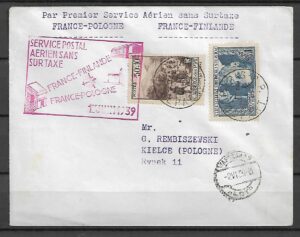 Par Premier Service Aérien sans Surtaxe
FRANCE-POLOGNE FRANCE-FINLANDE
SERVICE POSTAL
AERIEN SANS
SURTAXE
FRANCE-FINLANDE
FRANCE-POLOGNE
Mr.
G. REMBISZEWSKI
KIELCE (POLOGNE)
Rynek 11